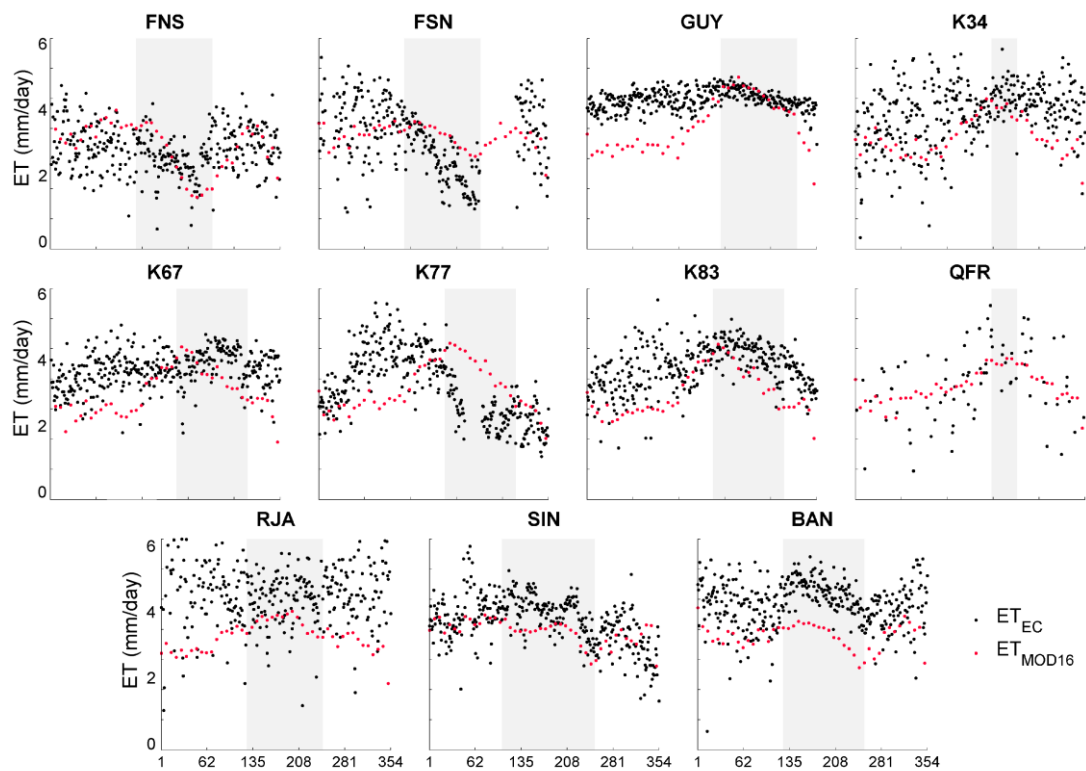 FNS FSN GUY K34
ET (mm/day)
6
4
2
0
K67 K77 K83 QFR
ET (mm/day)
6
4
2
0
RJA SIN BAN
ET (mm/day)
6
4
2
0
ET_EC
ET_MOD16
1 62 135 208 281 354 1 62 135 208 281 354 1 62 135 208 281 354